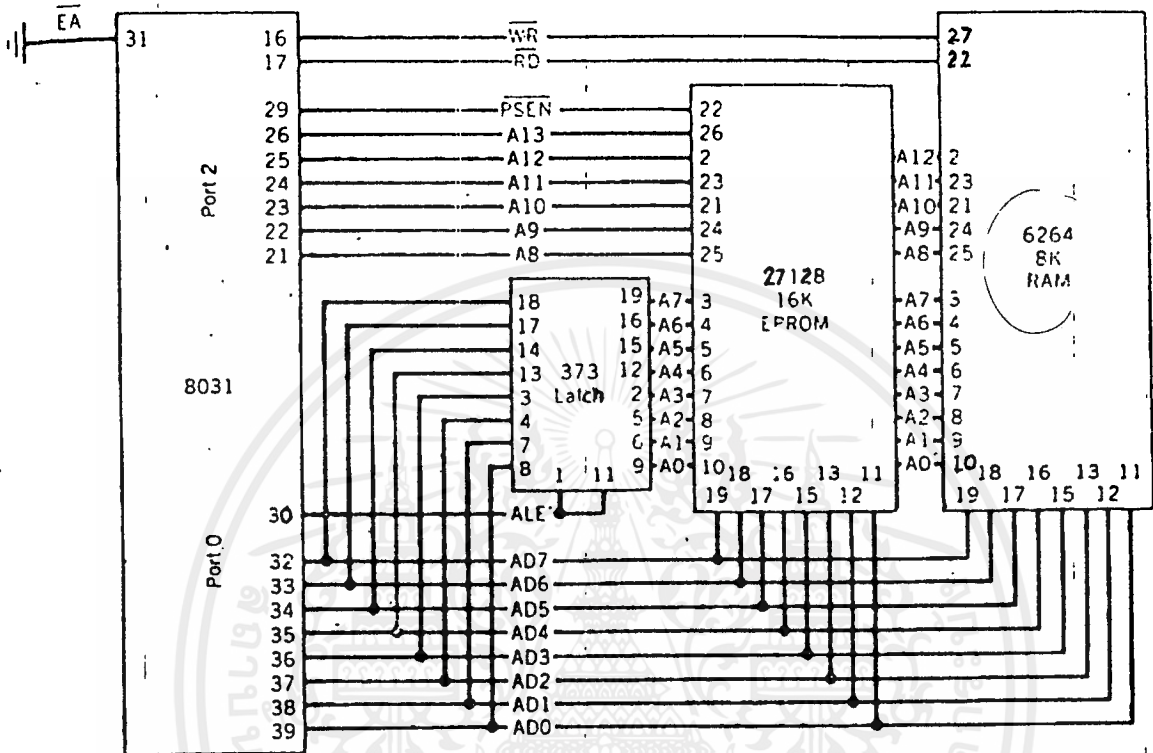 EA
31
16 WR 27
17 RD 22
29 PSEN 22
26 A13 26
25 A12 2 A12 2
24 A11 23 A11 23
23 A10 21 A10 21
22 A9 24 A9 24
21 A8 25 A8 25
Port 2
6264
8K
RAM
27128
16K
EPROM
18 19 A7 3 A7
17 16 A6 4 A6 4
14 15 A5 5 A5 5
13 12 A4 6 A4 6
3 2 A3 7 A3 7
4 5 A2 8 A2 8
7 6 A1 9 A1 9
8 9 A0 10 A0 10
373
Latch
8031
1 11
18 16 13 11
19 17 15 12
18 16 13 11
19 17 15 12
30 ALE
Port 0
32 AD7
33 AD6
34 AD5
35 AD4
36 AD3
37 AD2
38 AD1
39 AD0